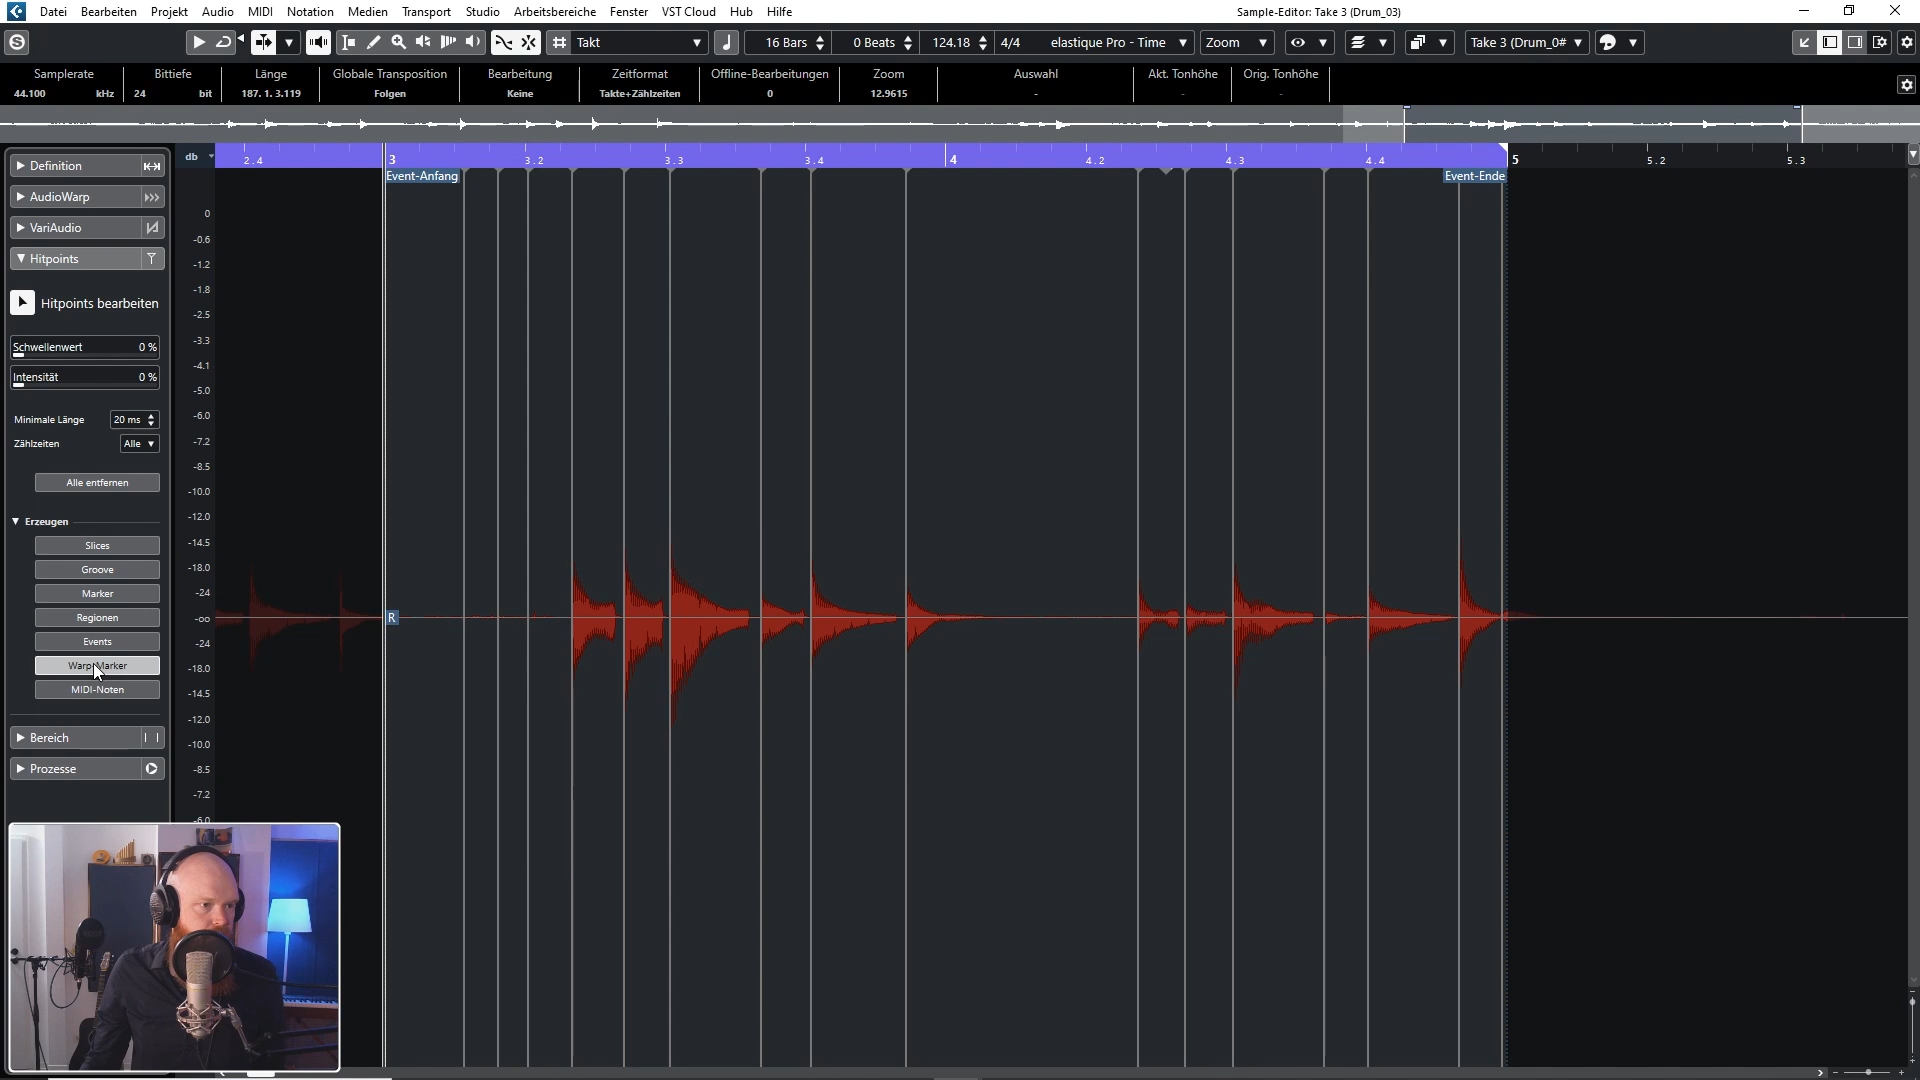 Datei Bearbeiten Projekt Audio MIDI Notation Medien Transport Studio Arbeitsbereiche Fenster VST Cloud Hub Hilfe Sample-Editor: Take 3 (Drum_03)
Takt 16 Bars 0 Beats 124.18 4/4 elastique Pro - Time Zoom Take 3 (Drum_0#
Samplerate Bittiefe Länge Globale Transposition Bearbeitung Zeitformat Offline-Bearbeitungen Zoom Auswahl Akt. Tonhöhe Orig. Tonhöhe
44.100 kHz 24 bit 187. 1. 3.119 Folgen Keine Takte+Zählzeiten 0 12.9615 - - -
db 2.4 3 3.2 3.3 3.4 4 4.2 4.3 4.4 5 5.2 5.3
Event-Anfang Event-Ende
Definition
AudioWarp
VariAudio
Hitpoints
Hitpoints bearbeiten
Schwellenwert 0 %
Intensität 0 %
Minimale Länge 20 ms
Zählzeiten Alle
Alle entfernen
Erzeugen
Slices
Groove
Marker
Regionen
Events
Warp-Marker
MIDI-Noten
Bereich
Prozesse
0
-0.6
-1.2
-1.8
-2.5
-3.3
-4.1
-5.0
-6.0
-7.2
-8.5
-10.0
-12.0
-14.5
-18.0
-24
-oo
-24
-18.0
-14.5
-12.0
-10.0
-8.5
-7.2
-6.0
R